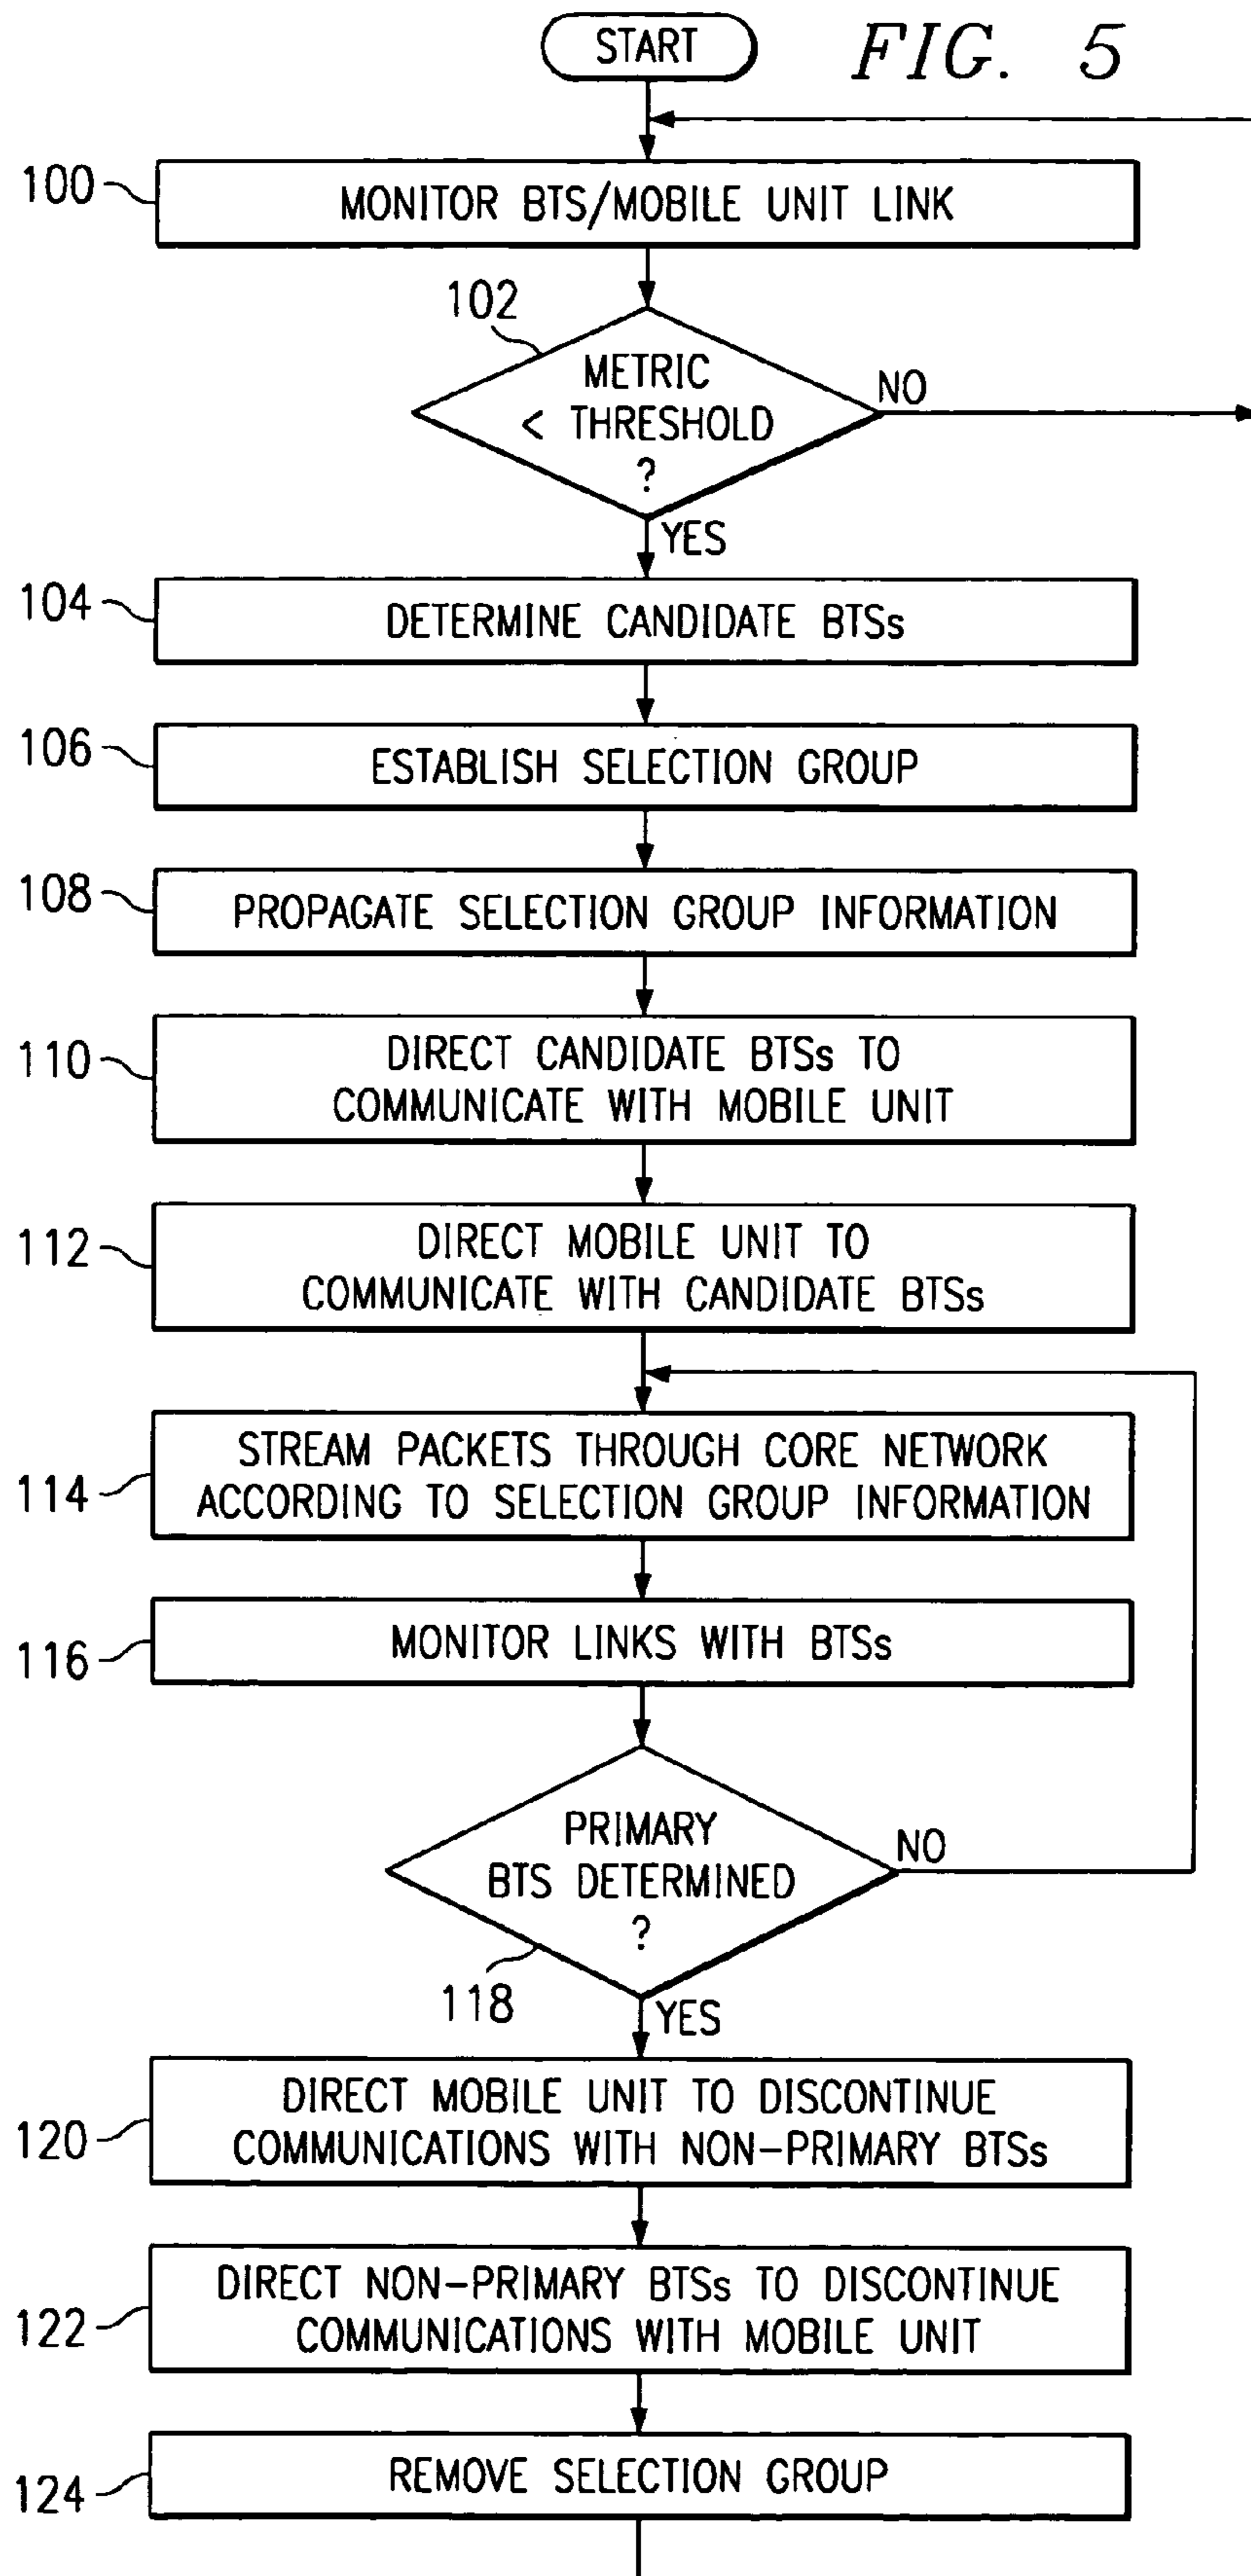 START
FIG. 5
100
MONITOR BTS/MOBILE UNIT LINK
102
METRIC
< THRESHOLD
?
NO
YES
104
DETERMINE CANDIDATE BTSs
106
ESTABLISH SELECTION GROUP
108
PROPAGATE SELECTION GROUP INFORMATION
110
DIRECT CANDIDATE BTSs TO
COMMUNICATE WITH MOBILE UNIT
112
DIRECT MOBILE UNIT TO
COMMUNICATE WITH CANDIDATE BTSs
114
STREAM PACKETS THROUGH CORE NETWORK
ACCORDING TO SELECTION GROUP INFORMATION
116
MONITOR LINKS WITH BTSs
PRIMARY
BTS DETERMINED
?
NO
118
YES
120
DIRECT MOBILE UNIT TO DISCONTINUE
COMMUNICATIONS WITH NON-PRIMARY BTSs
122
DIRECT NON-PRIMARY BTSs TO DISCONTINUE
COMMUNICATIONS WITH MOBILE UNIT
124
REMOVE SELECTION GROUP